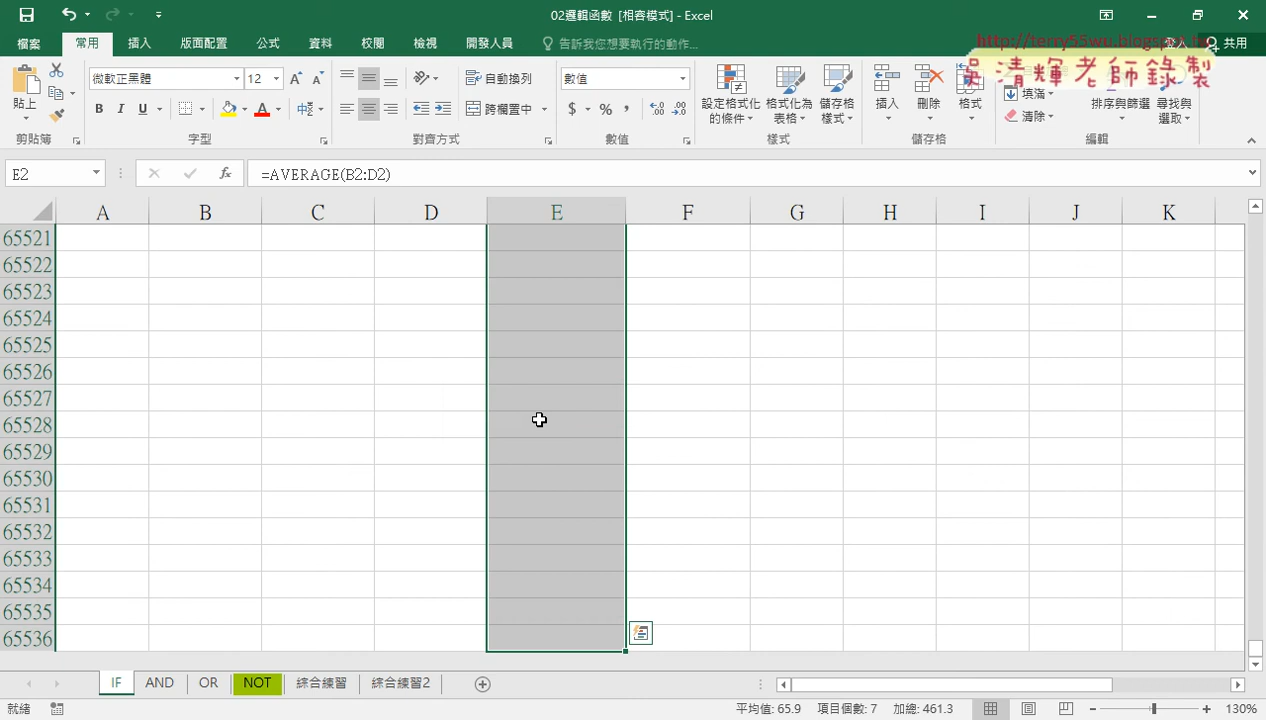 02邏輯函數 [相容模式] - Excel
http://terry55wu.blogspot.tw
吳清輝老師錄製
檔案 常用 插入 版面配置 公式 資料 校閱 檢視 開發人員 告訴我您想要執行的動作... 登入 共用
微軟正黑體 12 自動換列 數值
貼上 B I U 中 跨欄置中 $ % , 設定格式化的條件 格式化為表格 儲存格樣式 插入 刪除 格式 填滿 清除 排序與篩選 尋找與選取
剪貼簿 字型 對齊方式 數值 樣式 儲存格 編輯
E2 fx =AVERAGE(B2:D2)
A B C D E F G H I J K
65521
65522
65523
65524
65525
65526
65527
65528
65529
65530
65531
65532
65533
65534
65535
65536
IF AND OR NOT 綜合練習 綜合練習2
就緒 平均值: 65.9 項目個數: 7 加總: 461.3 130%